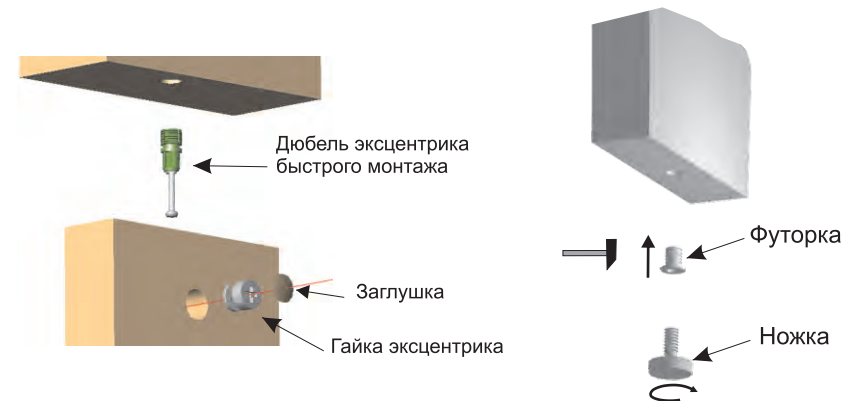 Дюбель эксцентрика
быстрого монтажа
Заглушка
Гайка эксцентрика
Футорка
Ножка